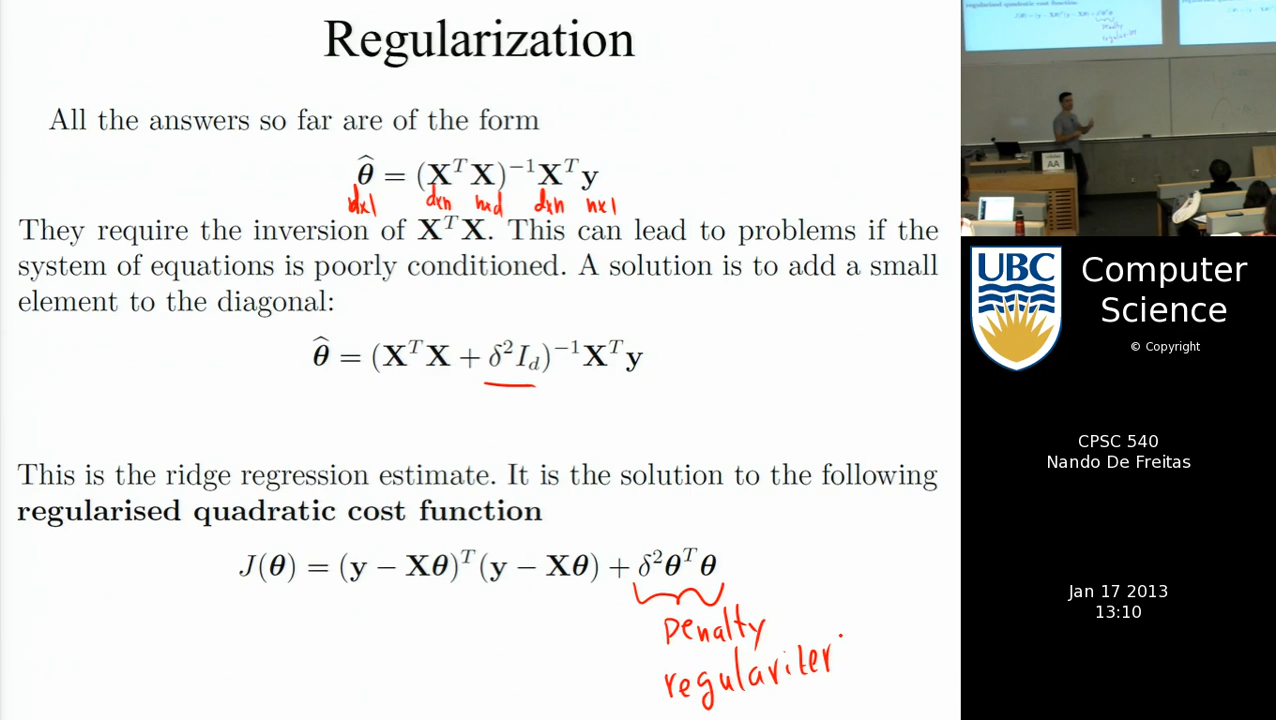 Regularization
All the answers so far are of the form
θ̂ = (XᵀX)⁻¹Xᵀy
dx1 dxn nxd dxn nx1
They require the inversion of XᵀX. This can lead to problems if the
system of equations is poorly conditioned. A solution is to add a small
element to the diagonal:
θ̂ = (XᵀX + δ²I_d)⁻¹Xᵀy
This is the ridge regression estimate. It is the solution to the following
regularised quadratic cost function
J(θ) = (y − Xθ)ᵀ(y − Xθ) + δ²θᵀθ
Penalty
regularizer
AA
UBC
Computer
Science
© Copyright
CPSC 540
Nando De Freitas
Jan 17 2013
13:10